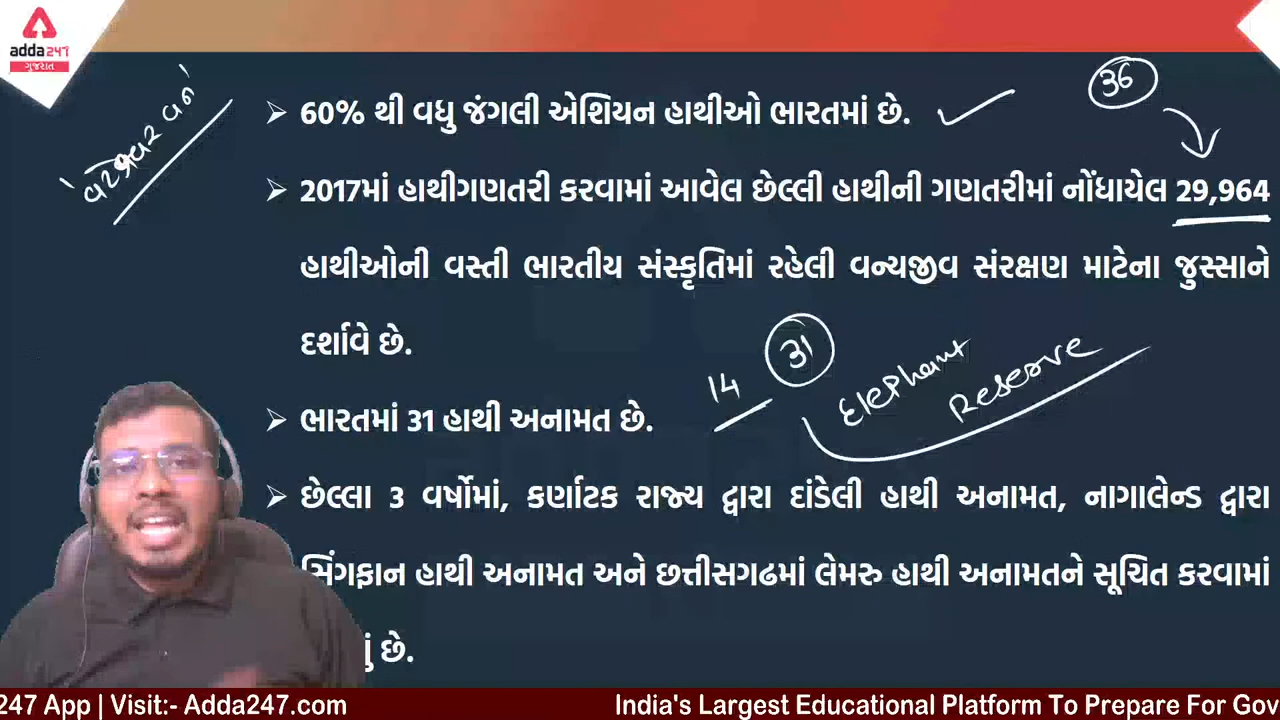 adda247
ગુજરાત
36
➢ 60% થી વધુ જંગલી એશિયન હાથીઓ ભારતમાં છે.
➢ 2017માં હાથીગણતરી કરવામાં આવેલ છેલ્લી હાથીની ગણતરીમાં નોંધાયેલ 29,964
હાથીઓની વસ્તી ભારતીય સંસ્કૃતિમાં રહેલી વન્યજીવ સંરક્ષણ માટેના જુસ્સાને
દર્શાવે છે.
14 31 Elephant Reserve
➢ ભારતમાં 31 હાથી અનામત છે.
➢ છેલ્લા 3 વર્ષોમાં, કર્ણાટક રાજ્ય દ્વારા દાંડેલી હાથી અનામત, નાગાલેન્ડ દ્વારા
સિંગફાન હાથી અનામત અને છત્તીસગઢમાં લેમરુ હાથી અનામતને સૂચિત કરવામાં
છે.
247 App | Visit:- Adda247.com India's Largest Educational Platform To Prepare For Gov